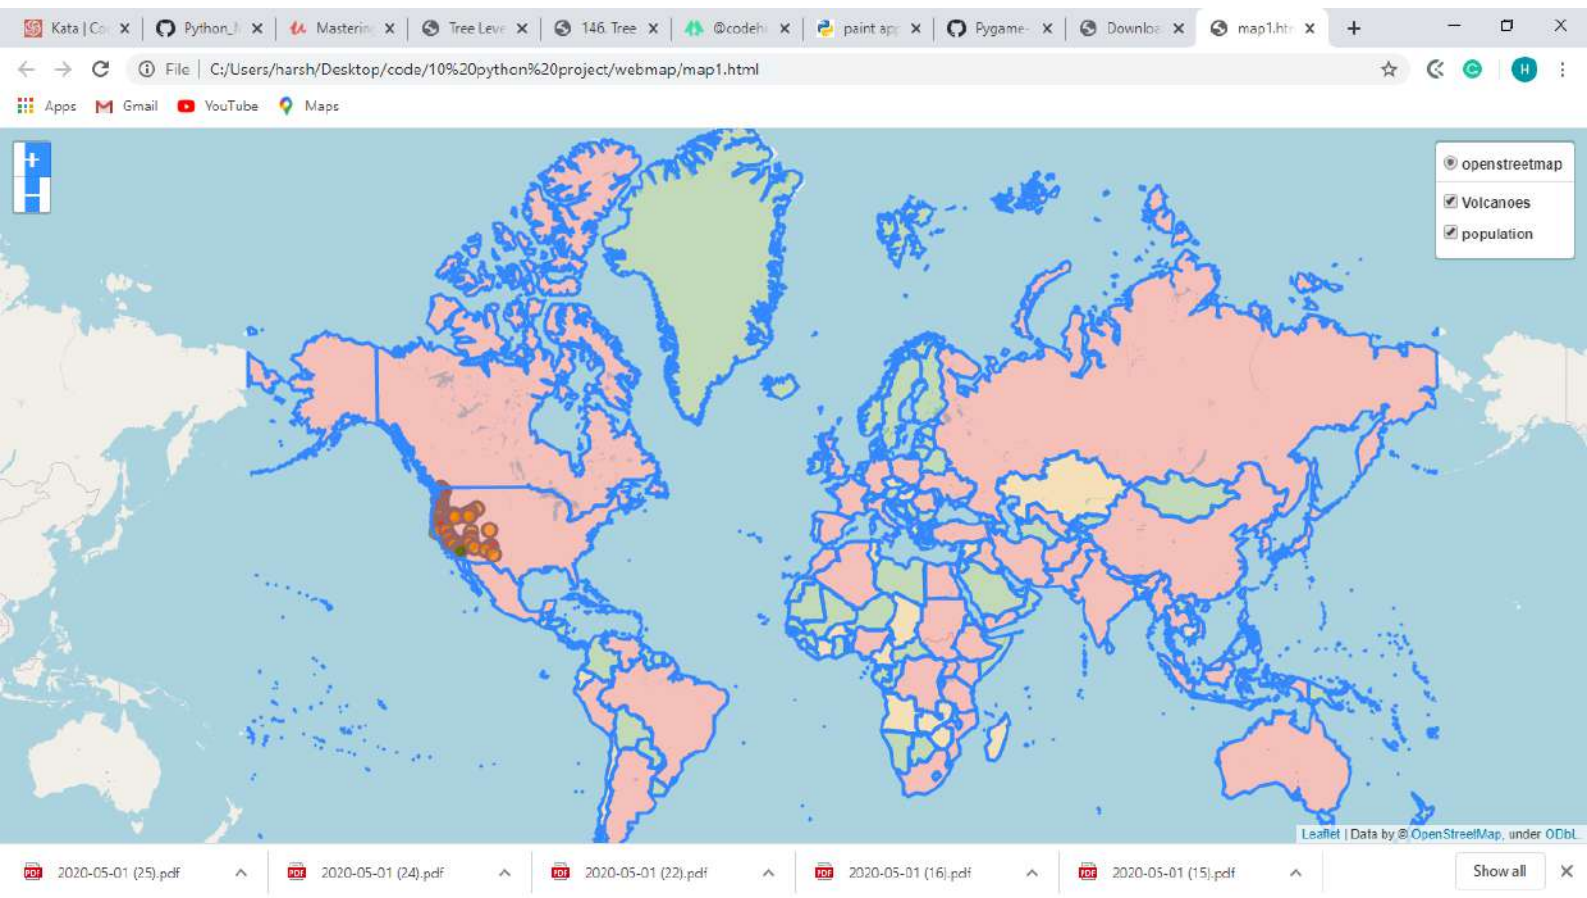 Kata | Co
Python_
Masterin
Tree Leve
146. Tree
@codeh
paint app
Pygame-
Downloa
map1.htm
File | C:/Users/harsh/Desktop/code/10%20python%20project/webmap/map1.html
H
Apps
Gmail
YouTube
Maps
+
openstreetmap
Volcanoes
population
Leaflet | Data by © OpenStreetMap, under ODbL.
2020-05-01 (25).pdf
2020-05-01 (24).pdf
2020-05-01 (22).pdf
2020-05-01 (16).pdf
2020-05-01 (15).pdf
Show all